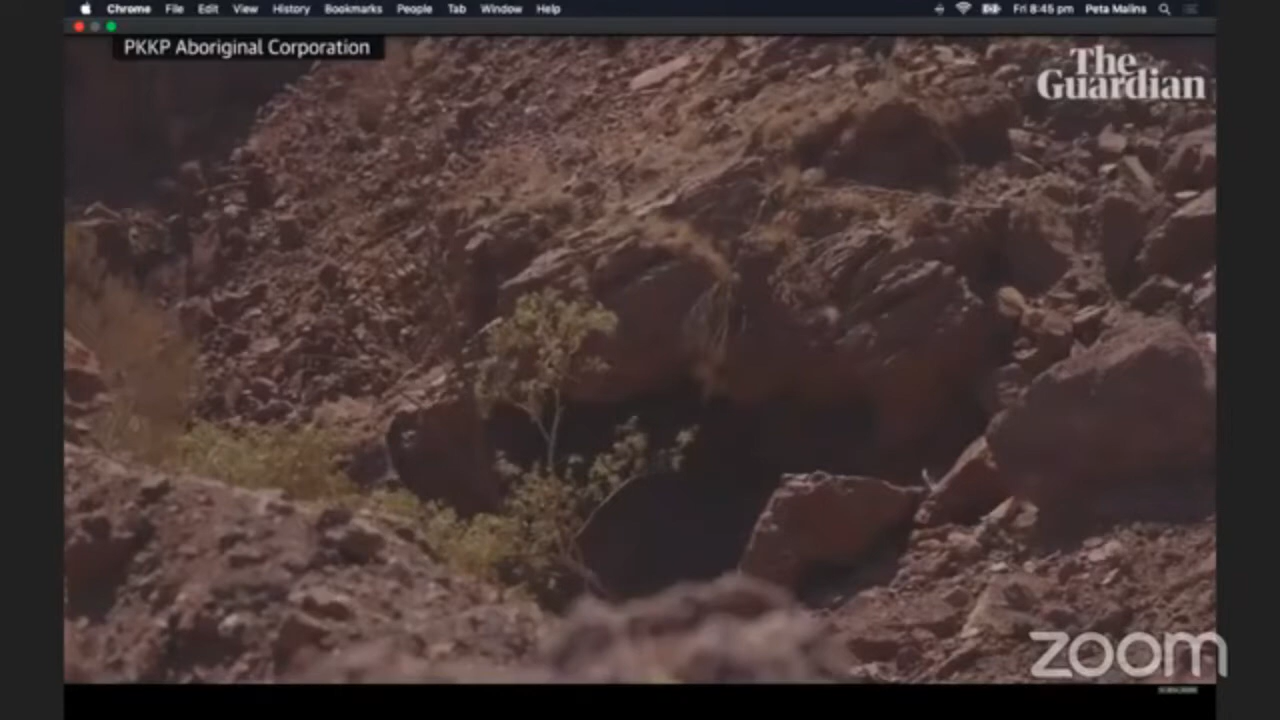 Chrome File Edit View History Bookmarks People Tab Window Help Fri 8:45 pm Peta Malins
PKKP Aboriginal Corporation
The
Guardian
zoom